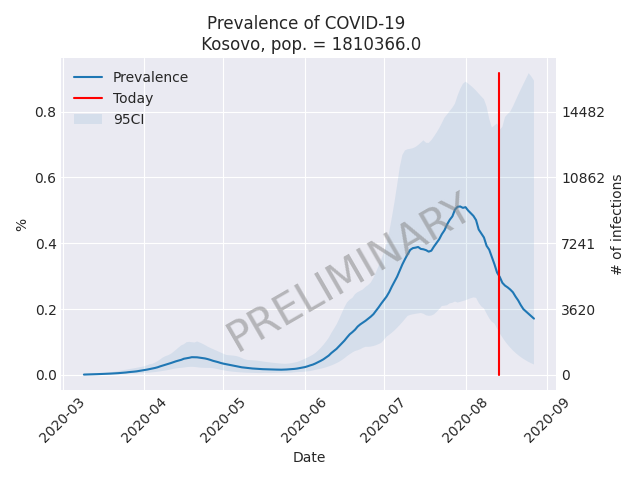 Prevalence of COVID-19
Kosovo, pop. = 1810366.0
Prevalence
Today
95CI
PRELIMINARY
%
0.8
0.6
0.4
0.2
0.0
14482
10862
7241
3620
0
# of infections
2020-03
2020-04
2020-05
2020-06
2020-07
2020-08
2020-09
Date